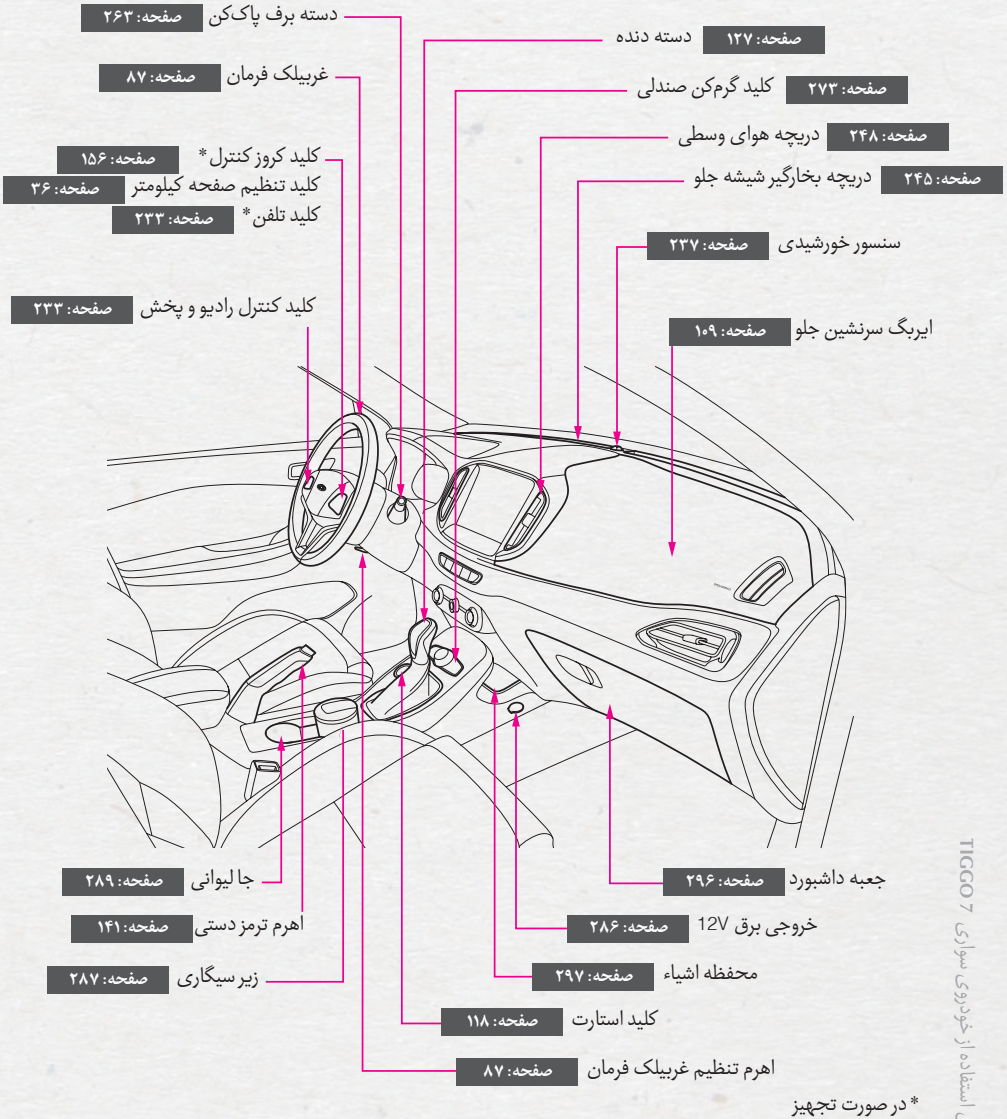 دسته برف پاک‌کن صفحه: ۲۶۳
غربیلک فرمان صفحه: ۸۷
کلید کروز کنترل* صفحه: ۱۵۶
کلید تنظیم صفحه کیلومتر صفحه: ۳۶
کلید تلفن* صفحه: ۲۳۳
کلید کنترل رادیو و پخش صفحه: ۲۳۳
دسته دنده صفحه: ۱۲۷
کلید گرم‌کن صندلی صفحه: ۲۷۳
دریچه هوای وسطی صفحه: ۲۴۸
دریچه بخارگیر شیشه جلو صفحه: ۲۴۵
سنسور خورشیدی صفحه: ۲۳۷
ایربگ سرنشین جلو صفحه: ۱۰۹
جا لیوانی صفحه: ۲۸۹
اهرم ترمز دستی صفحه: ۱۴۱
زیر سیگاری صفحه: ۲۸۷
جعبه داشبورد صفحه: ۲۹۶
خروجی برق 12V صفحه: ۲۸۶
محفظه اشیاء صفحه: ۲۹۷
کلید استارت صفحه: ۱۱۸
اهرم تنظیم غربیلک فرمان صفحه: ۸۷
* در صورت تجهیز
استفاده از خودروی سواری TIGGO 7